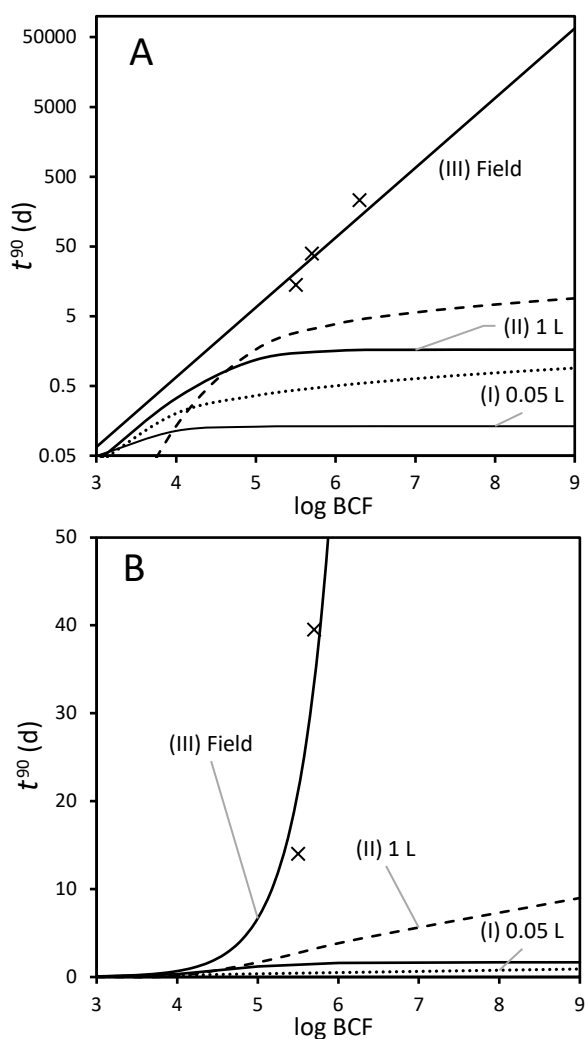 A
50000
5000
500
50
5
0.5
0.05
t⁹⁰ (d)
(III) Field
(II) 1 L
(I) 0.05 L
3 4 5 6 7 8 9
log BCF
B
50
40
30
20
10
0
t⁹⁰ (d)
(III) Field
(II) 1 L
(I) 0.05 L
3 4 5 6 7 8 9
log BCF